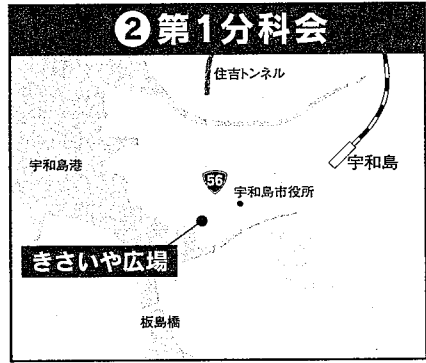 ❷第1分科会
住吉トンネル
宇和島港
宇和島
56
宇和島市役所
きさいや広場
板島橋